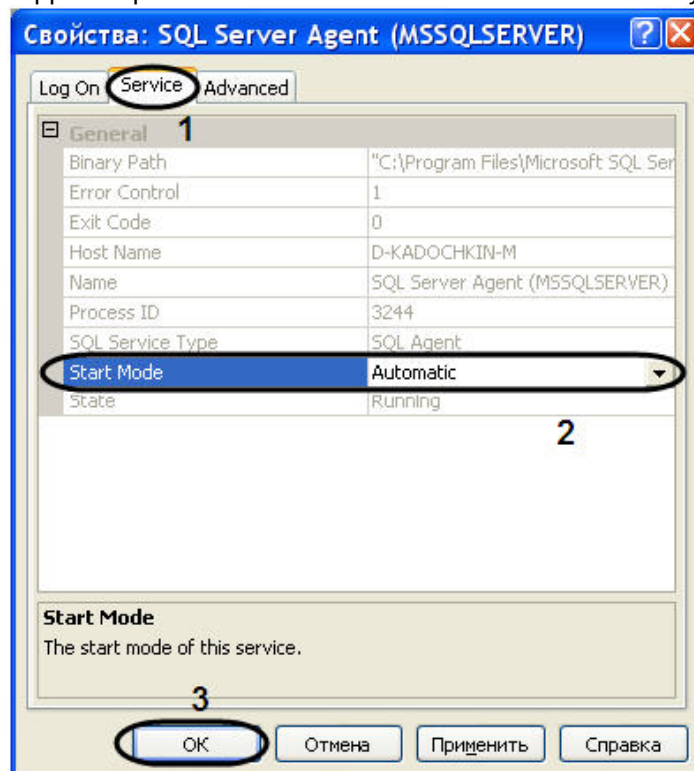 Свойства: SQL Server Agent (MSSQLSERVER)
Log On Service Advanced
General 1
Binary Path "C:\Program Files\Microsoft SQL Ser
Error Control 1
Exit Code 0
Host Name D-KADOCHKIN-M
Name SQL Server Agent (MSSQLSERVER)
Process ID 3244
SQL Service Type SQL Agent
Start Mode Automatic
State Running
2
Start Mode
The start mode of this service.
3
ОК Отмена Применить Справка